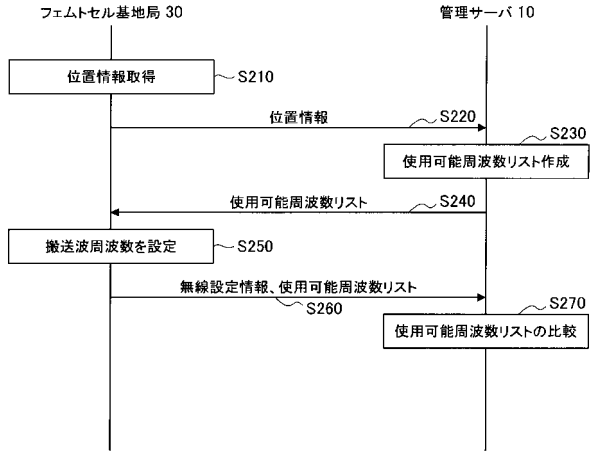 フェムトセル基地局 30
管理サーバ 10
位置情報取得
S210
位置情報
S220
S230
使用可能周波数リスト作成
使用可能周波数リスト
S240
搬送波周波数を設定
S250
無線設定情報、使用可能周波数リスト
S260
S270
使用可能周波数リストの比較